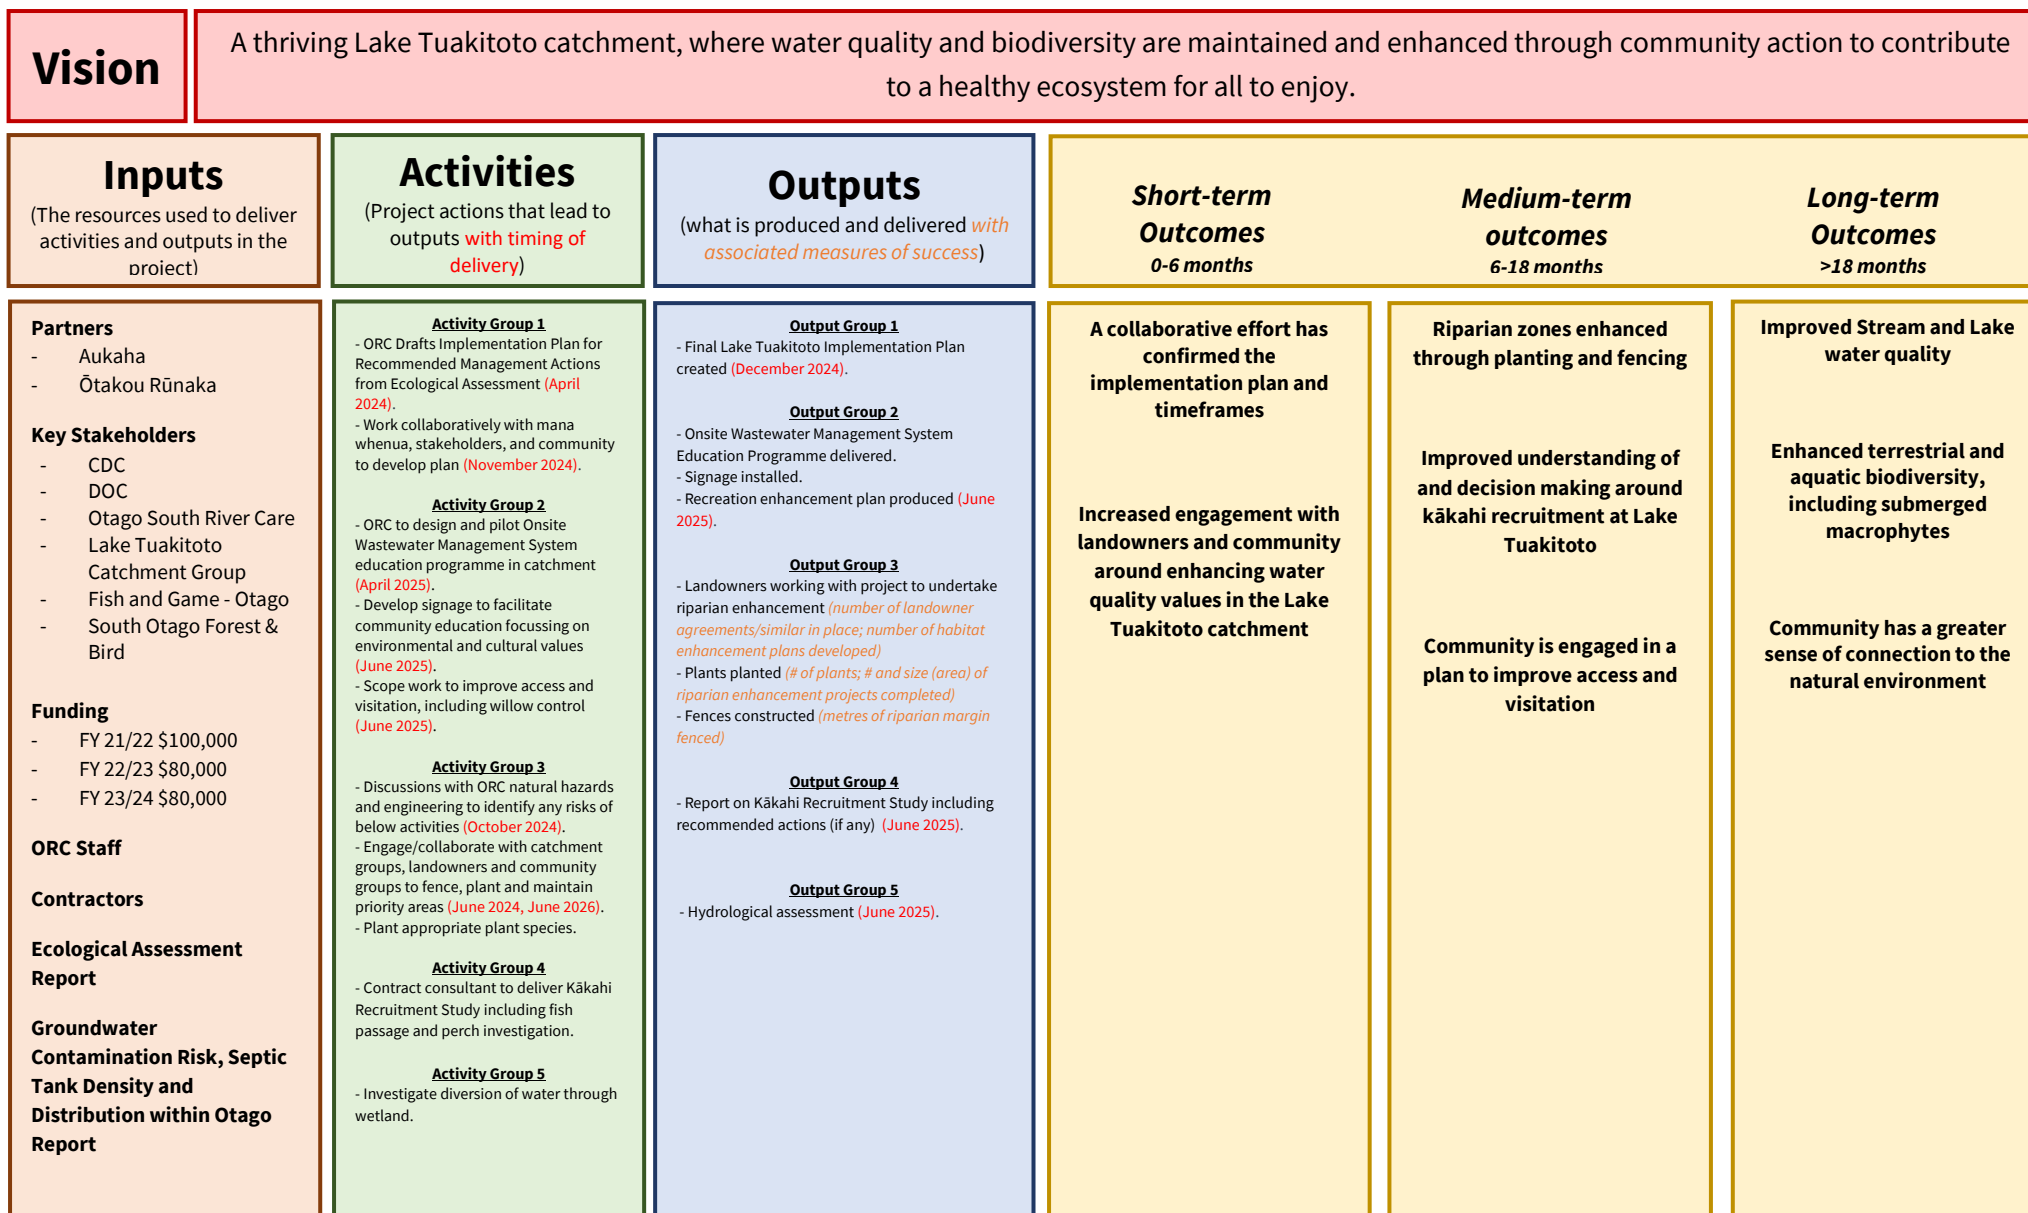 Vision
A thriving Lake Tuakitoto catchment, where water quality and biodiversity are maintained and enhanced through community action to contribute
to a healthy ecosystem for all to enjoy.
Inputs
(The resources used to deliver
activities and outputs in the
project)
Activities
(Project actions that lead to
outputs with timing of
delivery)
Outputs
(what is produced and delivered with
associated measures of success)
Short-term
Outcomes
0-6 months
Medium-term
outcomes
6-18 months
Long-term
Outcomes
>18 months
Partners
- Aukaha
- Ōtakou Rūnaka
Key Stakeholders
- CDC
- DOC
- Otago South River Care
- Lake Tuakitoto
Catchment Group
- Fish and Game - Otago
- South Otago Forest &
Bird
Funding
- FY 21/22 $100,000
- FY 22/23 $80,000
- FY 23/24 $80,000
ORC Staff
Contractors
Ecological Assessment
Report
Groundwater
Contamination Risk, Septic
Tank Density and
Distribution within Otago
Report
Activity Group 1
- ORC Drafts Implementation Plan for
Recommended Management Actions
from Ecological Assessment (April
2024).
- Work collaboratively with mana
whenua, stakeholders, and community
to develop plan (November 2024).
Activity Group 2
- ORC to design and pilot Onsite
Wastewater Management System
education programme in catchment
(April 2025).
- Develop signage to facilitate
community education focussing on
environmental and cultural values
(June 2025).
- Scope work to improve access and
visitation, including willow control
(June 2025).
Activity Group 3
- Discussions with ORC natural hazards
and engineering to identify any risks of
below activities (October 2024).
- Engage/collaborate with catchment
groups, landowners and community
groups to fence, plant and maintain
priority areas (June 2024, June 2026).
- Plant appropriate plant species.
Activity Group 4
- Contract consultant to deliver Kākahi
Recruitment Study including fish
passage and perch investigation.
Activity Group 5
- Investigate diversion of water through
wetland.
Output Group 1
- Final Lake Tuakitoto Implementation Plan
created (December 2024).
Output Group 2
- Onsite Wastewater Management System
Education Programme delivered.
- Signage installed.
- Recreation enhancement plan produced (June
2025).
Output Group 3
- Landowners working with project to undertake
riparian enhancement (number of landowner
agreements/similar in place; number of habitat
enhancement plans developed)
- Plants planted (# of plants; # and size (area) of
riparian enhancement projects completed)
- Fences constructed (metres of riparian margin
fenced)
Output Group 4
- Report on Kākahi Recruitment Study including
recommended actions (if any) (June 2025).
Output Group 5
- Hydrological assessment (June 2025).
A collaborative effort has
confirmed the
implementation plan and
timeframes
Increased engagement with
landowners and community
around enhancing water
quality values in the Lake
Tuakitoto catchment
Riparian zones enhanced
through planting and fencing
Improved understanding of
and decision making around
kākahi recruitment at Lake
Tuakitoto
Community is engaged in a
plan to improve access and
visitation
Improved Stream and Lake
water quality
Enhanced terrestrial and
aquatic biodiversity,
including submerged
macrophytes
Community has a greater
sense of connection to the
natural environment